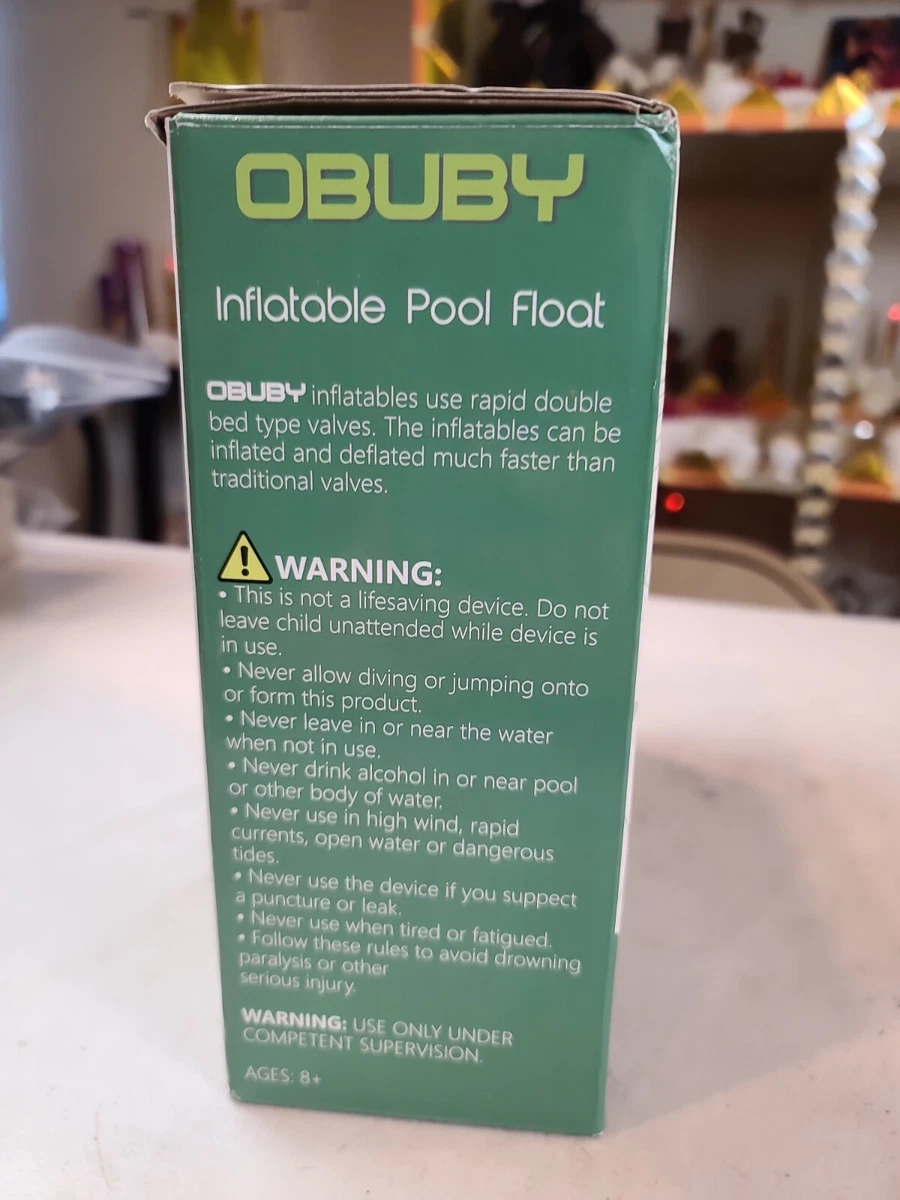 OBUBY
Inflatable Pool Float
OBUBY inflatables use rapid double
bed type valves. The inflatables can be
inflated and deflated much faster than
traditional valves.
WARNING:
• This is not a lifesaving device. Do not
leave child unattended while device is
in use.
• Never allow diving or jumping onto
or form this product.
• Never leave in or near the water
when not in use.
• Never drink alcohol in or near pool
or other body of water.
• Never use in high wind, rapid
currents, open water or dangerous
tides.
• Never use the device if you suppect
a puncture or leak.
• Never use when tired or fatigued.
• Follow these rules to avoid drowning
paralysis or other
serious injury.
WARNING: USE ONLY UNDER
COMPETENT SUPERVISION.
AGES: 8+